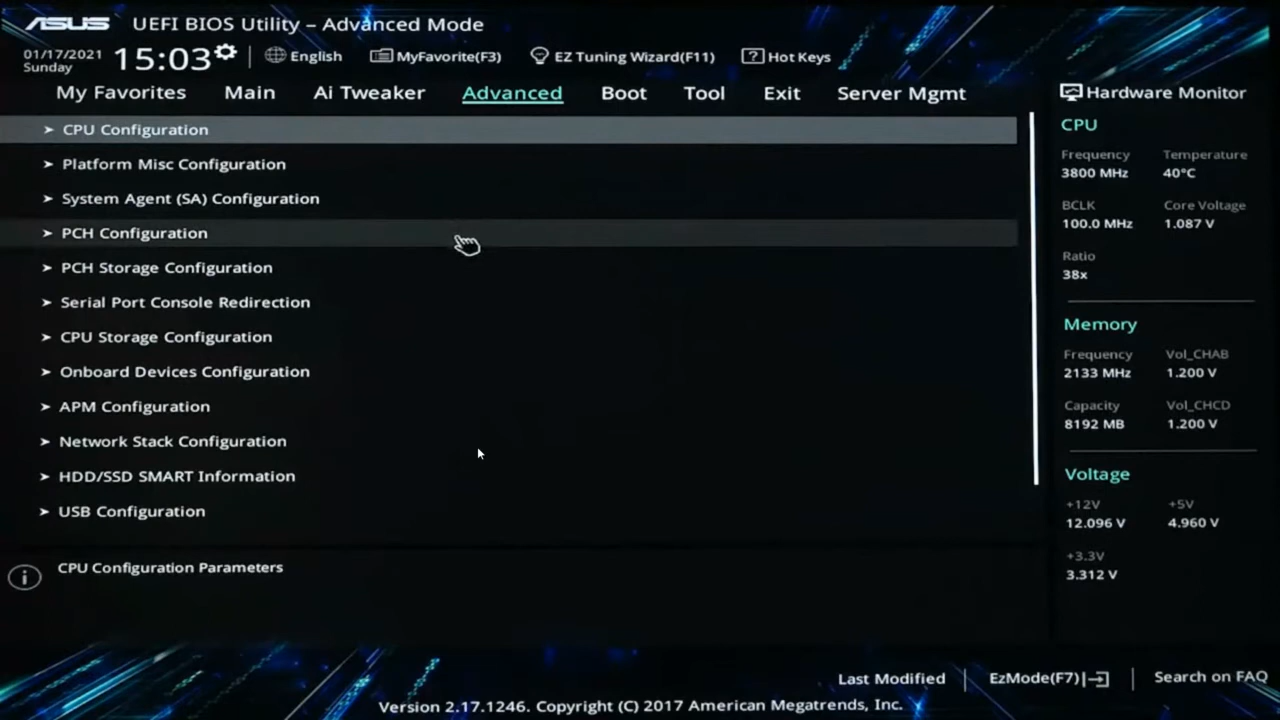 ASUS UEFI BIOS Utility – Advanced Mode
01/17/2021
Sunday
15:03
English
MyFavorite(F3)
EZ Tuning Wizard(F11)
? Hot Keys
My Favorites Main Ai Tweaker Advanced Boot Tool Exit Server Mgmt
CPU Configuration
Platform Misc Configuration
System Agent (SA) Configuration
PCH Configuration
PCH Storage Configuration
Serial Port Console Redirection
CPU Storage Configuration
Onboard Devices Configuration
APM Configuration
Network Stack Configuration
HDD/SSD SMART Information
USB Configuration
i CPU Configuration Parameters
Hardware Monitor
CPU
Frequency Temperature
3800 MHz 40°C
BCLK Core Voltage
100.0 MHz 1.087 V
Ratio
38x
Memory
Frequency Vol_CHAB
2133 MHz 1.200 V
Capacity Vol_CHCD
8192 MB 1.200 V
Voltage
+12V +5V
12.096 V 4.960 V
+3.3V
3.312 V
Last Modified EzMode(F7) Search on FAQ
Version 2.17.1246. Copyright (C) 2017 American Megatrends, Inc.